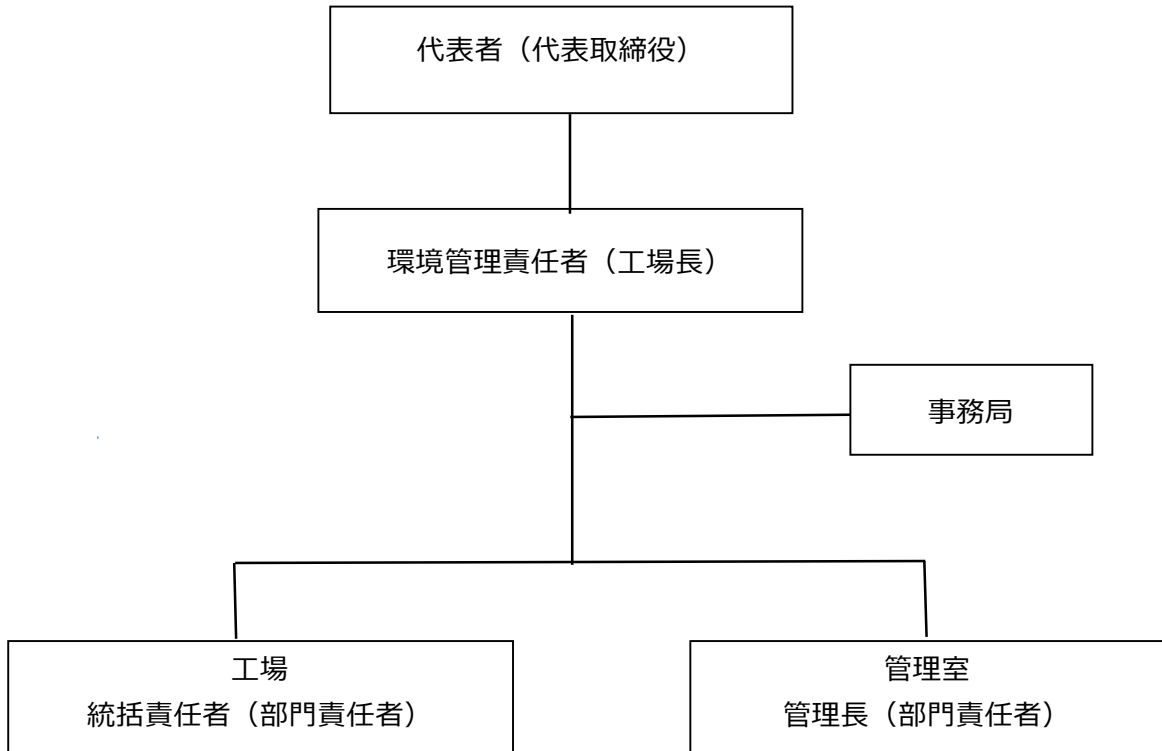 代表者（代表取締役）
環境管理責任者（工場長）
事務局
工場
統括責任者（部門責任者）
管理室
管理長（部門責任者）